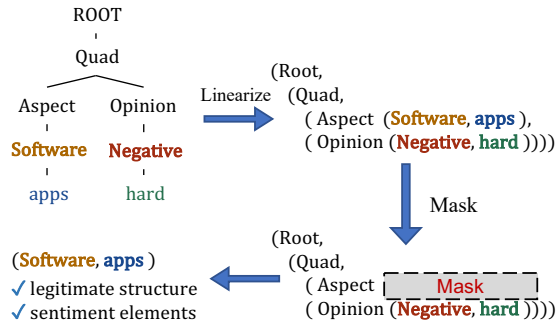 ROOT
Quad
Aspect Opinion
Software Negative
apps hard
Linearize
(Root,
(Quad,
( Aspect (Software, apps),
( Opinion (Negative, hard ))))
Mask
(Root,
(Quad,
( Aspect Mask
( Opinion (Negative, hard ))))
(Software, apps )
✓ legitimate structure
✓ sentiment elements